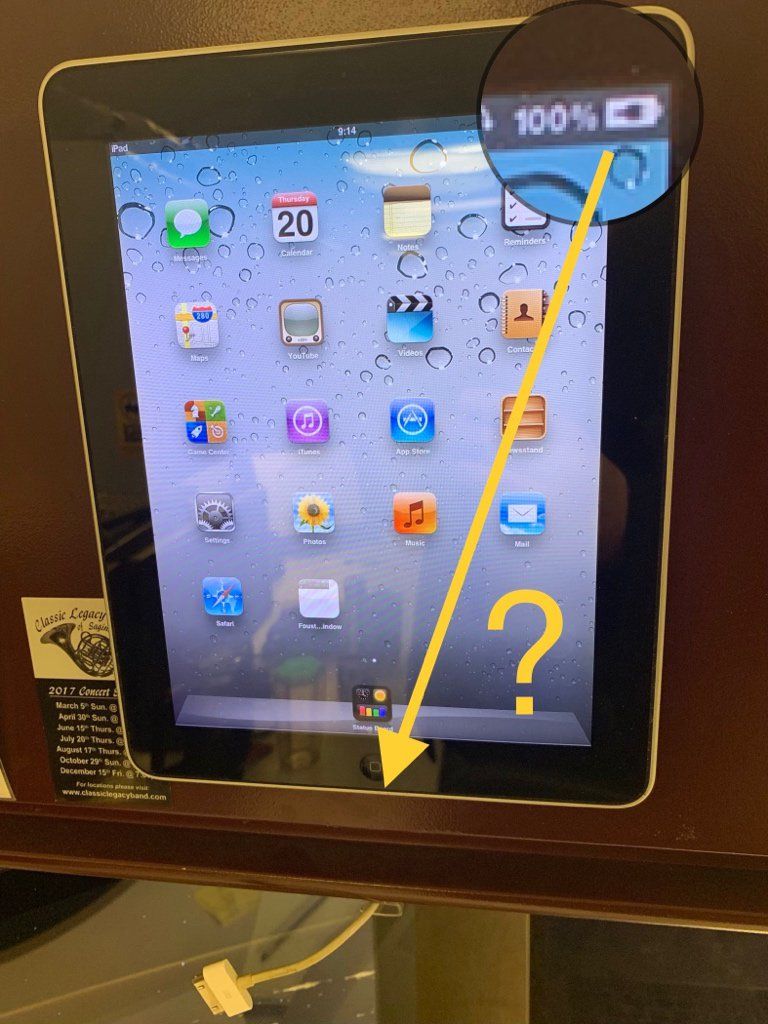 iPad
9:14
100%
Thursday
20
Messages
Calendar
Notes
Reminders
280
Maps
YouTube
Videos
Game Center
iTunes
App Store
Settings
Photos
Music
Mail
Safari
Foust...indow
Status
?
Classic Legacy
of
2017 Concert
March 5th Sun. @
April 30th Sun. @
June 15th Thurs. @
July 20th Thurs. @
August 17th Thurs.
October 29th Sun.
December 15th Fri. @
For locations please visit:
www.classiclegacyband.com